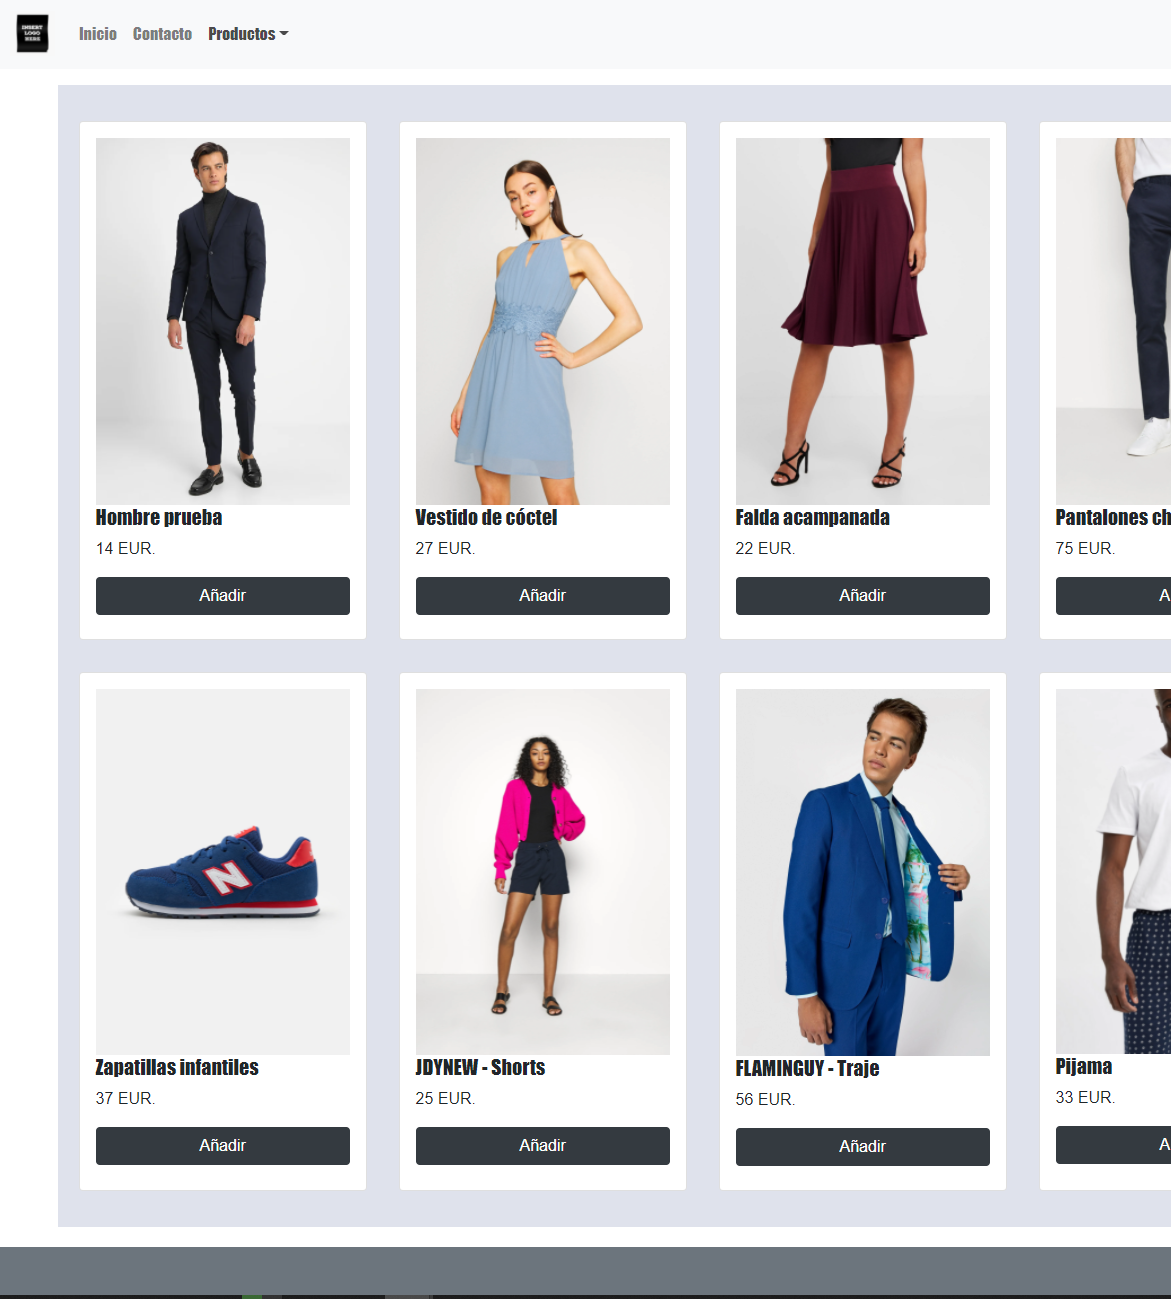 INSERT
LOGO
HERE
Inicio Contacto Productos
Hombre prueba
14 EUR.
Añadir
Vestido de cóctel
27 EUR.
Añadir
Falda acampanada
22 EUR.
Añadir
Pantalones ch
75 EUR.
A
Zapatillas infantiles
37 EUR.
Añadir
JDYNEW - Shorts
25 EUR.
Añadir
FLAMINGUY - Traje
56 EUR.
Añadir
Pijama
33 EUR.
A